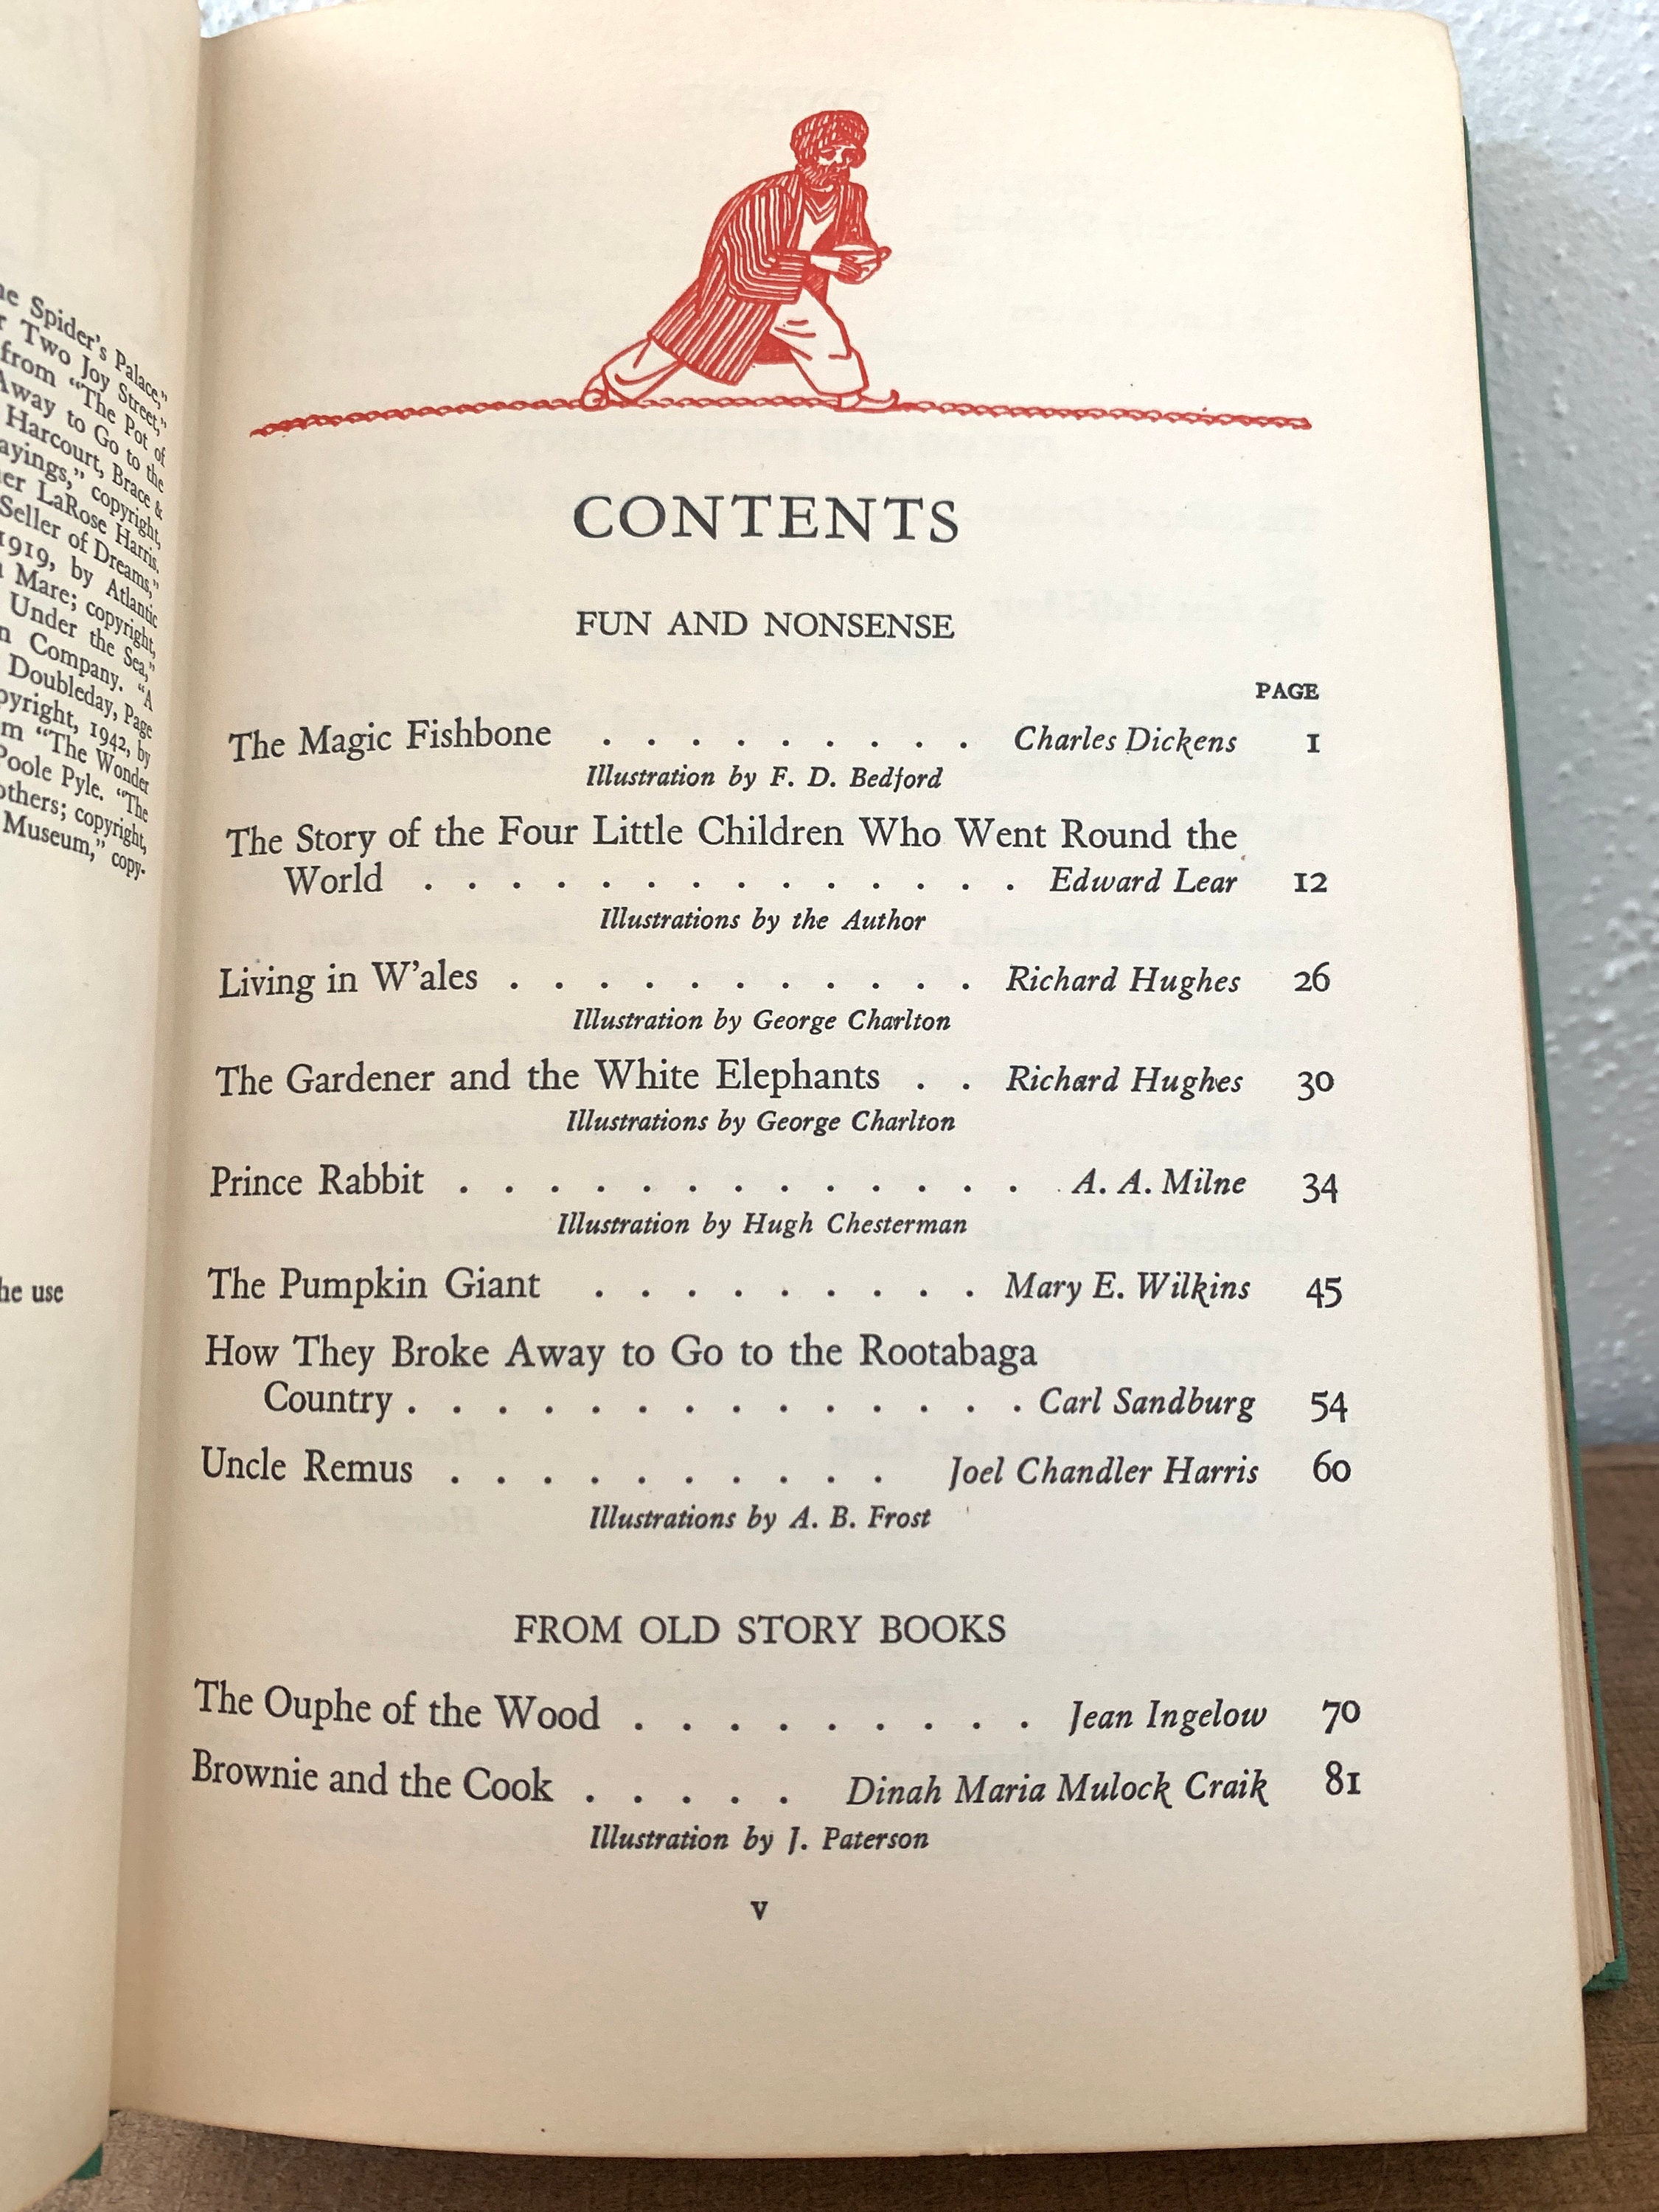 he Spider's Palace,"
r Two Joy Street,"
from "The Pot of
Away to Go to the
Harcourt, Brace &
ayings," copyright,
er LaRose Harris.
Seller of Dreams,"
1919, by Atlantic
Mare; copyright,
Under the Sea,"
n Company. "A
Doubleday, Page
pyright, 1942, by
m "The Wonder
Poole Pyle. "The
others; copyright,
Museum," copy-
he use
CONTENTS
FUN AND NONSENSE
PAGE
The Magic Fishbone . . . . . . . . . Charles Dickens 1
Illustration by F. D. Bedford
The Story of the Four Little Children Who Went Round the
World . . . . . . . . . . . . . . Edward Lear 12
Illustrations by the Author
Living in W'ales . . . . . . . . . . . Richard Hughes 26
Illustration by George Charlton
The Gardener and the White Elephants . . Richard Hughes 30
Illustrations by George Charlton
Prince Rabbit . . . . . . . . . . . . . A. A. Milne 34
Illustration by Hugh Chesterman
The Pumpkin Giant . . . . . . . . . Mary E. Wilkins 45
How They Broke Away to Go to the Rootabaga
Country . . . . . . . . . . . . . . Carl Sandburg 54
Uncle Remus . . . . . . . . . . Joel Chandler Harris 60
Illustrations by A. B. Frost
FROM OLD STORY BOOKS
The Ouphe of the Wood . . . . . . . . . Jean Ingelow 70
Brownie and the Cook . . . . . Dinah Maria Mulock Craik 81
Illustration by J. Paterson
v